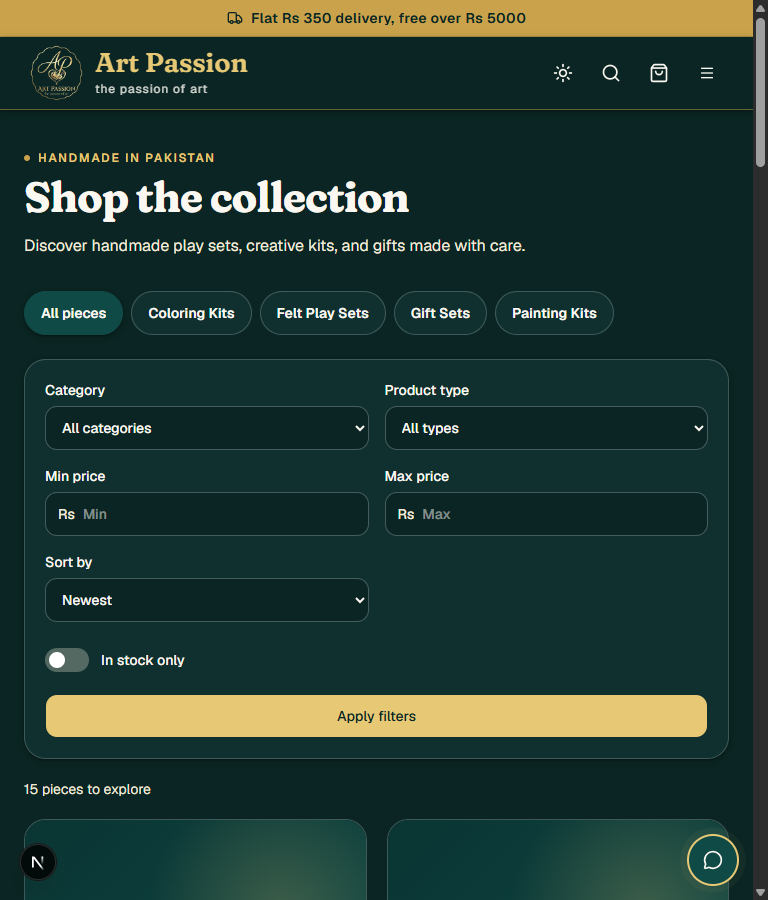 Flat Rs 350 delivery, free over Rs 5000
AP
ART PASSION
Art Passion
the passion of art
HANDMADE IN PAKISTAN
Shop the collection
Discover handmade play sets, creative kits, and gifts made with care.
All pieces
Coloring Kits
Felt Play Sets
Gift Sets
Painting Kits
Category
Product type
All categories
All types
Min price
Max price
Rs Min
Rs Max
Sort by
Newest
In stock only
Apply filters
15 pieces to explore
N